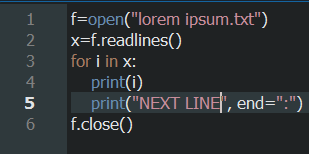 1 f=open("lorem ipsum.txt")
2 x=f.readlines()
3 for i in x:
4     print(i)
5     print("NEXT LINE", end=":")
6 f.close()